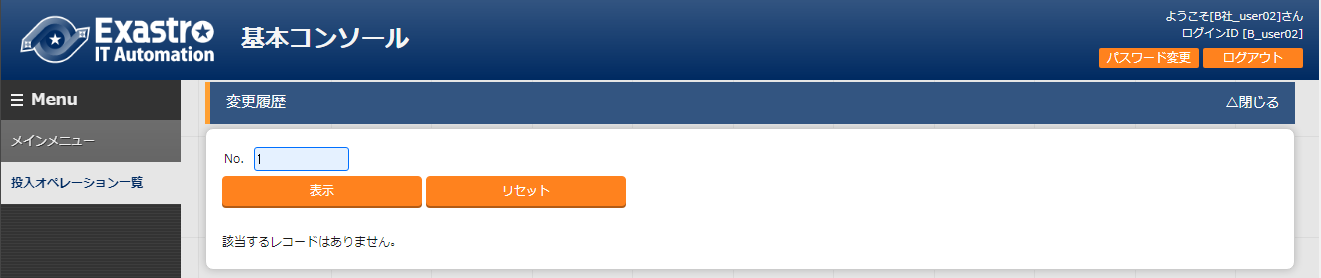 Exastro
IT Automation
基本コンソール
ようこそ[B社_user02]さん
ログインID [B_user02]
パスワード変更
ログアウト
Menu
メインメニュー
投入オペレーション一覧
変更履歴
△閉じる
No. 1
表示
リセット
該当するレコードはありません。